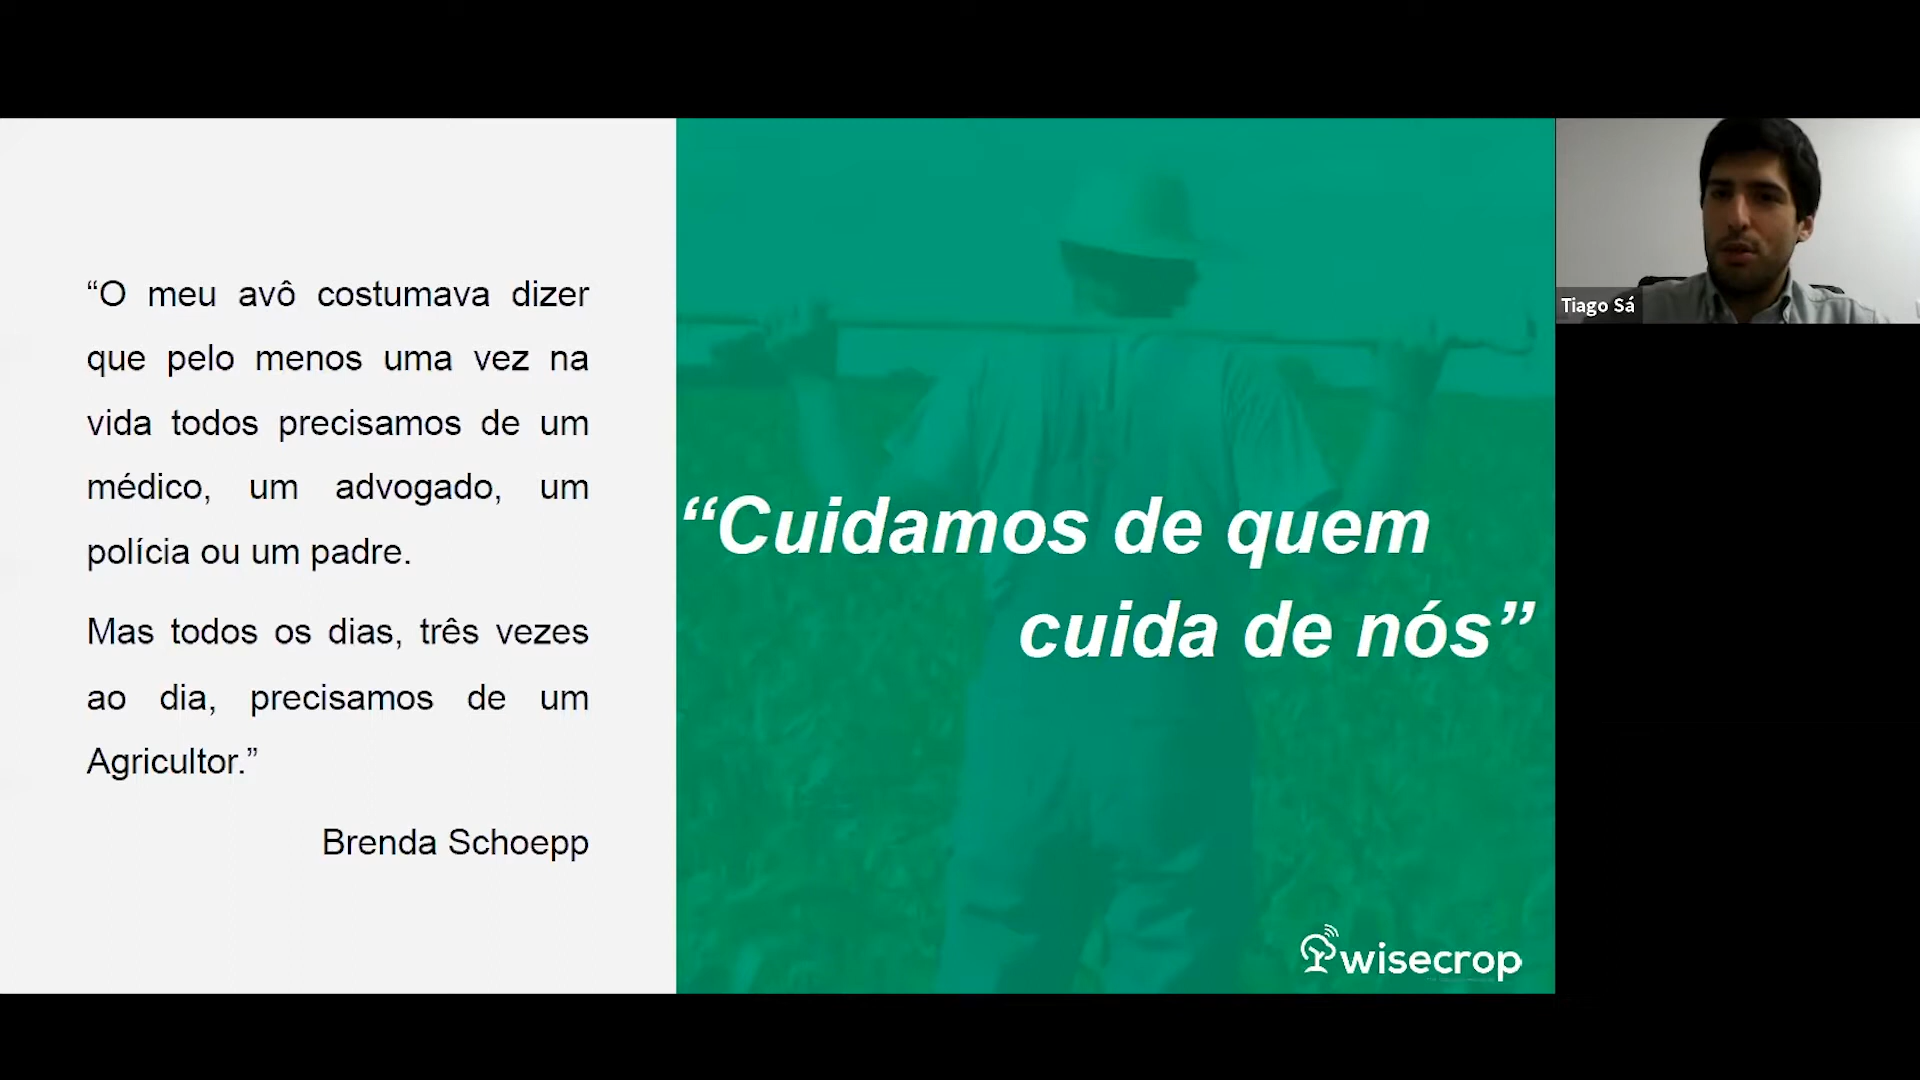 “O meu avô costumava dizer
que pelo menos uma vez na
vida todos precisamos de um
médico, um advogado, um
polícia ou um padre.
Mas todos os dias, três vezes
ao dia, precisamos de um
Agricultor.”
Brenda Schoepp
“Cuidamos de quem
cuida de nós”
wisecrop
Tiago Sá